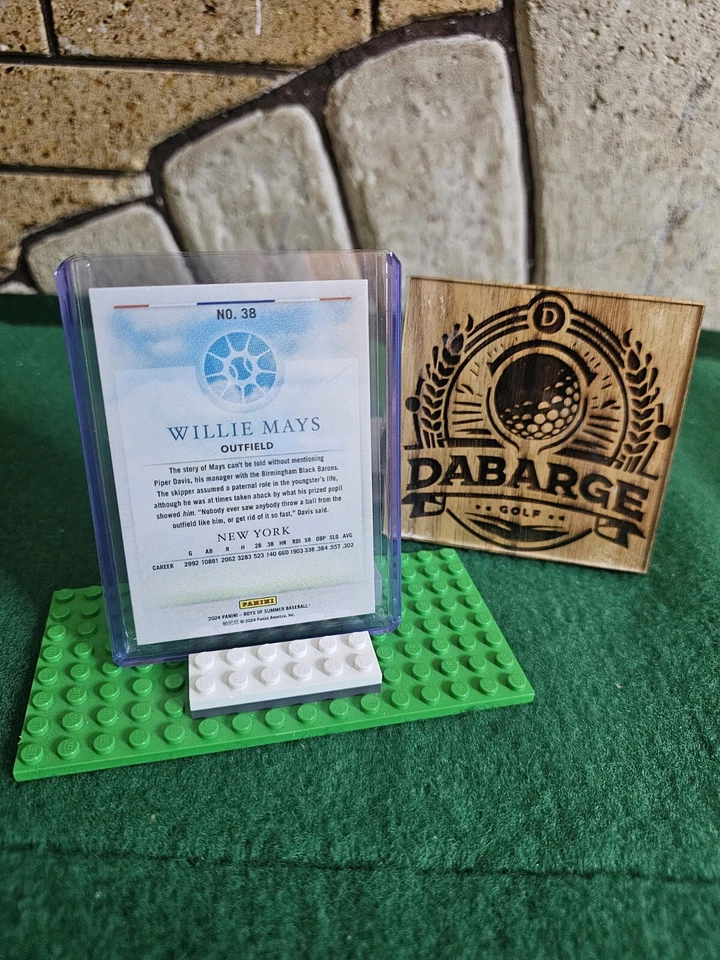 NO. 38
WILLIE MAYS
OUTFIELD
The story of Mays can't be told without mentioning
Piper Davis, his manager with the Birmingham Black Barons.
The skipper assumed a paternal role in the youngster's life,
although he was at times taken aback by what his prized pupil
showed him. "Nobody ever saw anybody throw a ball from the
outfield like him, or get rid of it so fast," Davis said.
NEW YORK
G AB R H 2B 3B HR RBI SB OBP SLG AVG
CAREER 2992 10881 2062 3283 523 140 660 1903 338 .384 .557 .302
PANINI
2024 PANINI – BOYS OF SUMMER BASEBALL
© 2024 Panini America, Inc.
D
DABARGE
GOLF